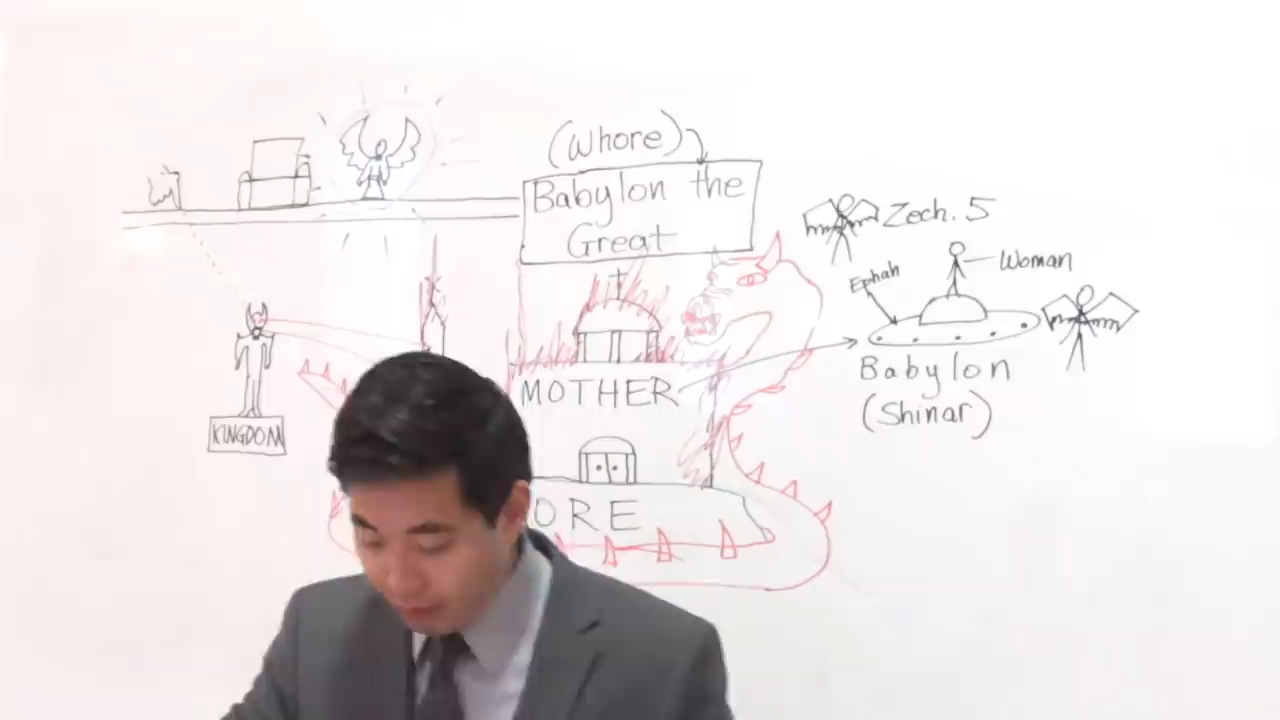 (Whore)
Babylon the
Great
Zech. 5
Ephah
Woman
MOTHER
Babylon
(Shinar)
KINGDOM
ORE